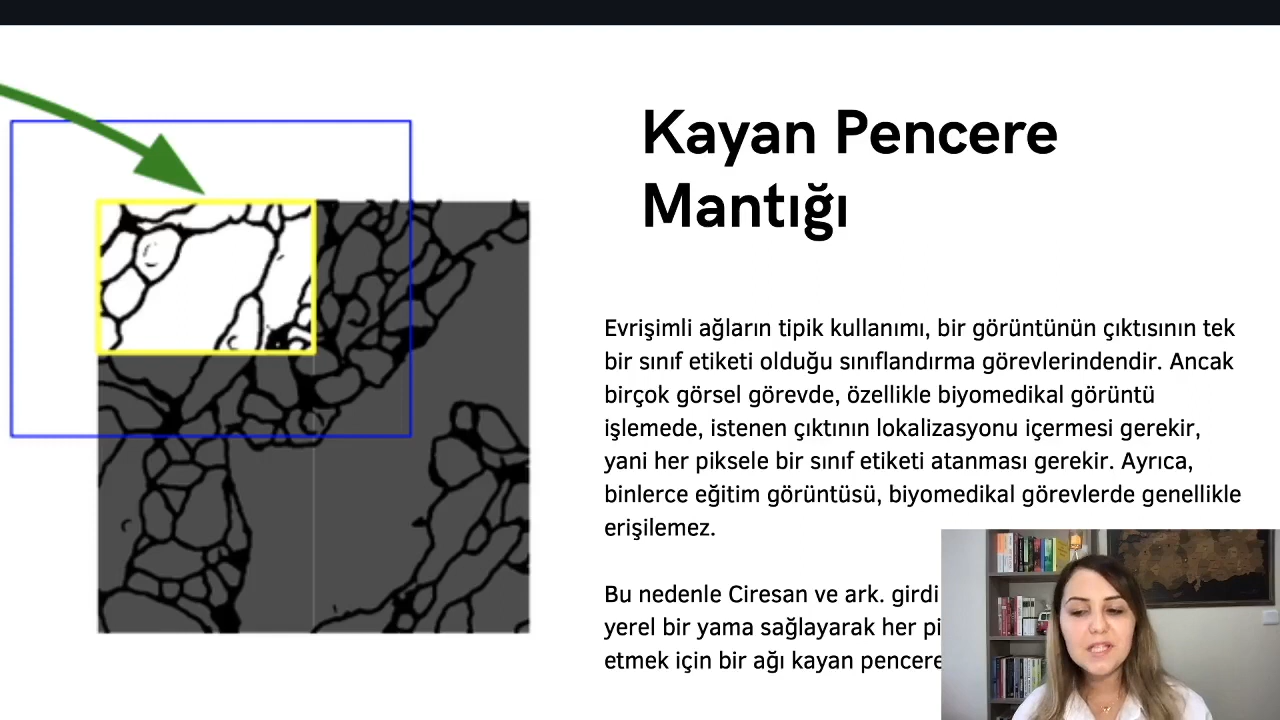 Kayan Pencere
Mantığı
Evrişimli ağların tipik kullanımı, bir görüntünün çıktısının tek
bir sınıf etiketi olduğu sınıflandırma görevlerindendir. Ancak
birçok görsel görevde, özellikle biyomedikal görüntü
işlemede, istenen çıktının lokalizasyonu içermesi gerekir,
yani her piksele bir sınıf etiketi atanması gerekir. Ayrıca,
binlerce eğitim görüntüsü, biyomedikal görevlerde genellikle
erişilemez.
Bu nedenle Ciresan ve ark. girdi
yerel bir yama sağlayarak her
etmek için bir ağı kayan pencere